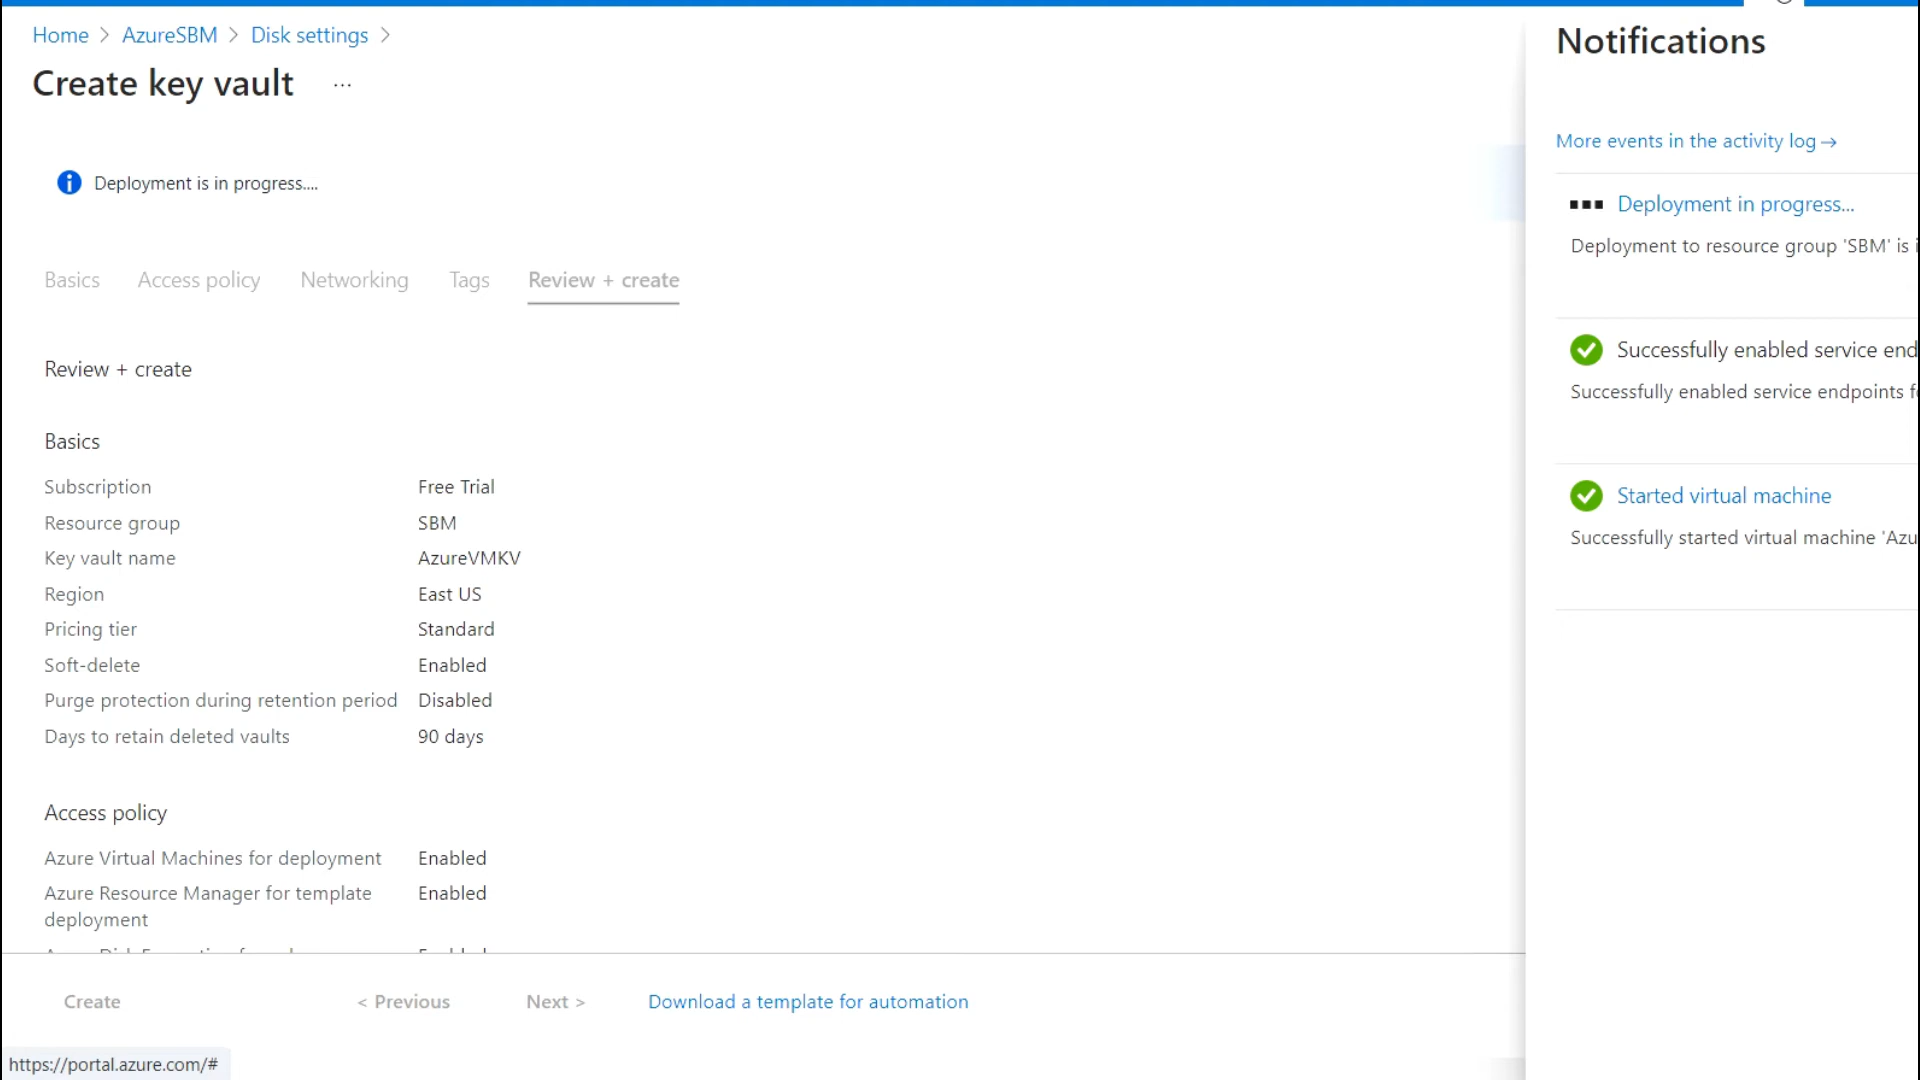 Home > AzureSBM > Disk settings >
Create key vault ...
Deployment is in progress....
Basics Access policy Networking Tags Review + create
Review + create
Basics
Subscription Free Trial
Resource group SBM
Key vault name AzureVMKV
Region East US
Pricing tier Standard
Soft-delete Enabled
Purge protection during retention period Disabled
Days to retain deleted vaults 90 days
Access policy
Azure Virtual Machines for deployment Enabled
Azure Resource Manager for template Enabled
deployment
Create < Previous Next > Download a template for automation
https://portal.azure.com/#
Notifications
More events in the activity log →
Deployment in progress...
Deployment to resource group 'SBM' is i
Successfully enabled service end
Successfully enabled service endpoints f
Started virtual machine
Successfully started virtual machine 'Azu